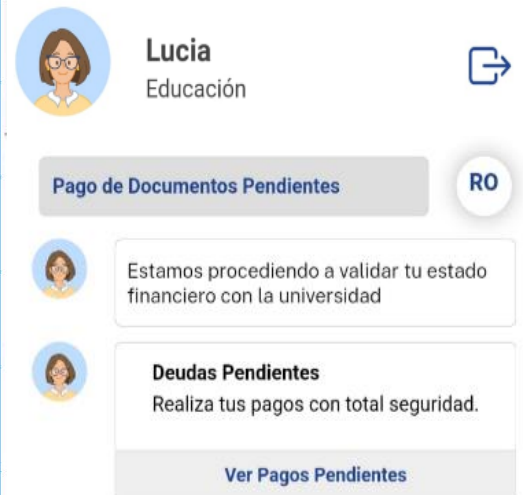 Lucia
Educación
Pago de Documentos Pendientes
RO
Estamos procediendo a validar tu estado
financiero con la universidad
Deudas Pendientes
Realiza tus pagos con total seguridad.
Ver Pagos Pendientes